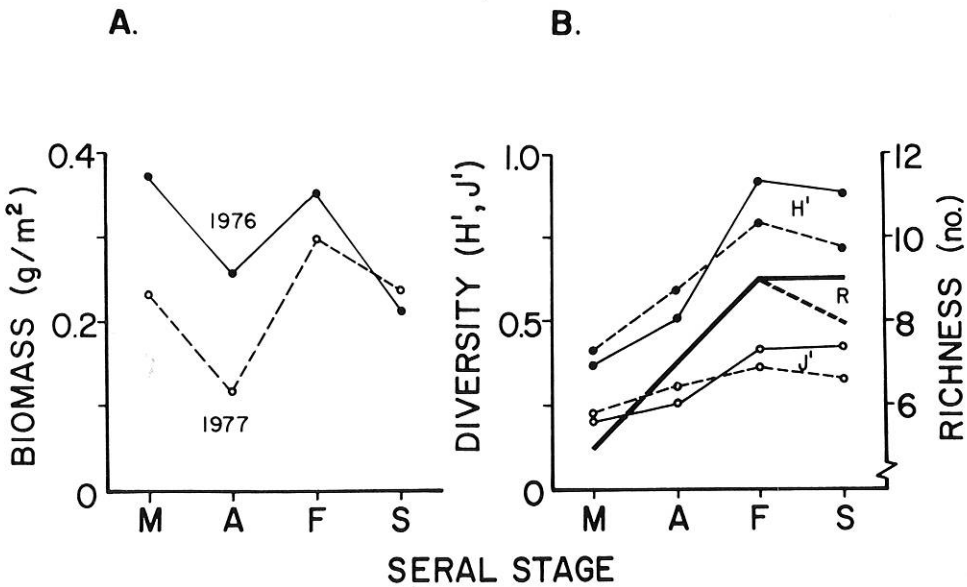 A.
BIOMASS (g/m²)
0.4
0.2
0
1976
1977
M A F S
B.
DIVERSITY (H', J')
1.0
0.5
0
H'
R
J'
12
10
8
6
RICHNESS (no.)
M A F S
SERAL STAGE